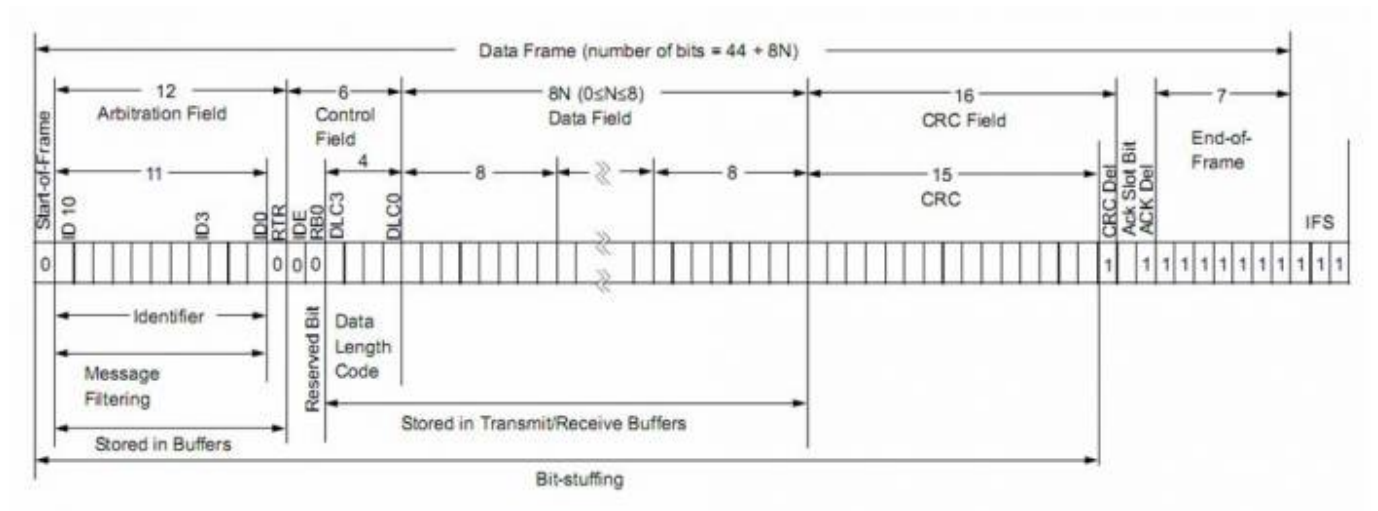 Data Frame (number of bits = 44 + 8N)
12
Arbitration Field
6
Control
Field
8N (0≤N≤8)
Data Field
16
CRC Field
7
End-of-
Frame
Start-of-Frame
11
4
8
8
15
CRC
CRC Del
Ack Slot Bit
ACK Del
IFS
ID 10
ID3
ID0
RTR
IDE
RB0
DLC3
DLC0
0 0 0 0 1 1 1 1 1 1 1 1 1 1 1 1
Identifier
Message
Filtering
Stored in Buffers
Reserved Bit
Data
Length
Code
Stored in Transmit/Receive Buffers
Bit-stuffing